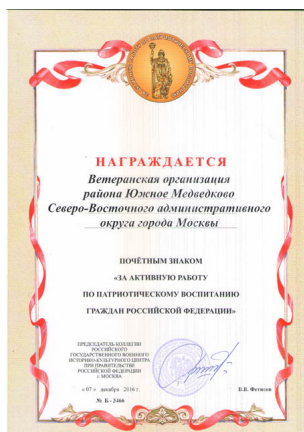 НАГРАЖДАЕТСЯ
Ветеранская организация
района Южное Медведково
Северо-Восточного административного
округа города Москвы
ПОЧЁТНЫМ ЗНАКОМ
«ЗА АКТИВНУЮ РАБОТУ
ПО ПАТРИОТИЧЕСКОМУ ВОСПИТАНИЮ
ГРАЖДАН РОССИЙСКОЙ ФЕДЕРАЦИИ»
ПРЕДСЕДАТЕЛЬ КОЛЛЕГИИ
РОССИЙСКОГО
ГОСУДАРСТВЕННОГО ВОЕННОГО
ИСТОРИКО-КУЛЬТУРНОГО ЦЕНТРА
ПРИ ПРАВИТЕЛЬСТВЕ
РОССИЙСКОЙ ФЕДЕРАЦИИ
г. МОСКВА
« 07 » декабря 2016 г.
В.В. Фетисов
№ Б - 3466